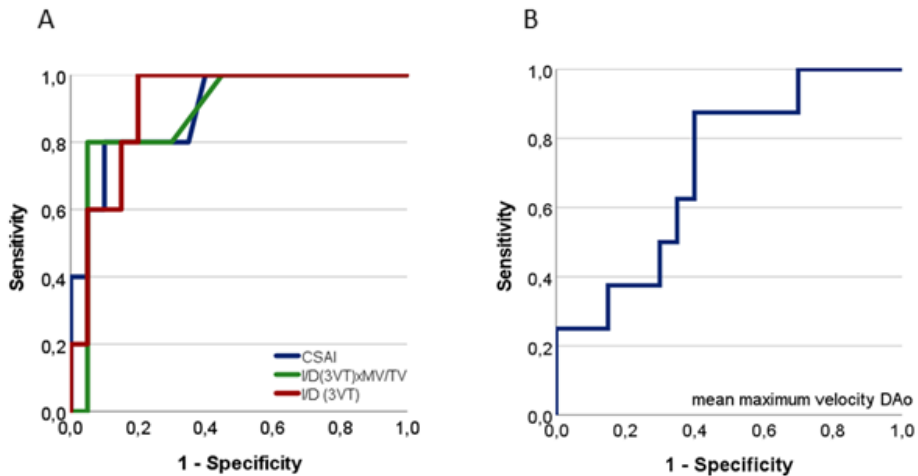 A
B
1,0
0,8
0,6
0,4
0,2
0,0
Sensitivity
0,0 0,2 0,4 0,6 0,8 1,0
1 - Specificity
CSAI
I/D(3VT)xMV/TV
I/D (3VT)
1,0
0,8
0,6
0,4
0,2
0,0
Sensitivity
mean maximum velocity DAo
0,0 0,2 0,4 0,6 0,8 1,0
1 - Specificity